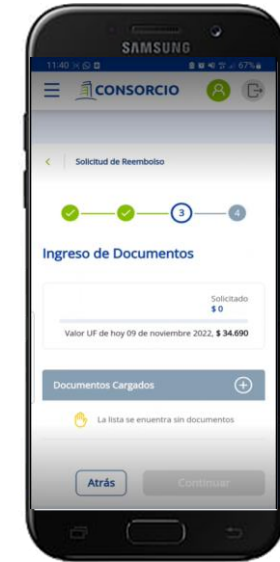 SAMSUNG
11:40 67%
CONSORCIO
Solicitud de Reembolso
3 4
Ingreso de Documentos
Solicitado
$ 0
Valor UF de hoy 09 de noviembre 2022, $ 34.690
Documentos Cargados
La lista se enuentra sin documentos
Atrás Continuar